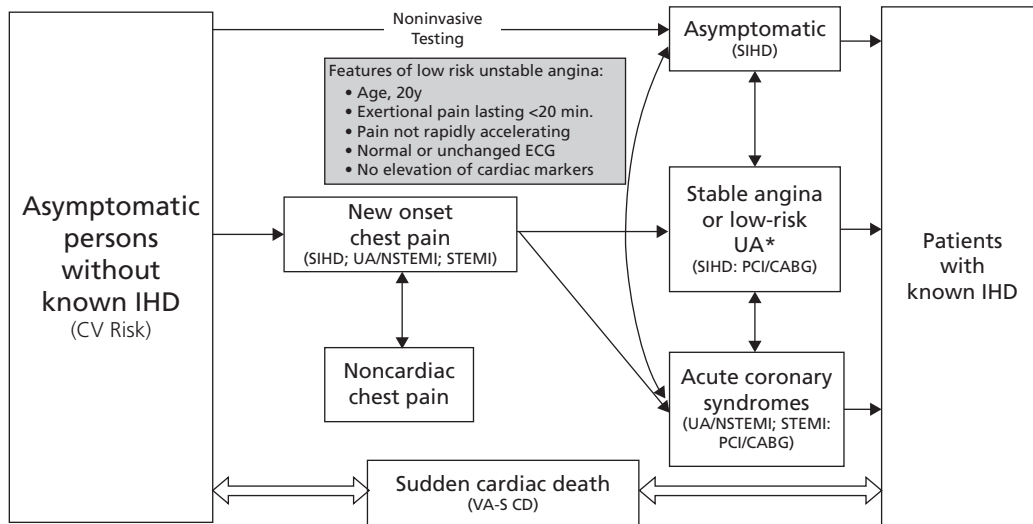 Asymptomatic
persons
without
known IHD
(CV Risk)
Noninvasive
Testing
Features of low risk unstable angina:
• Age, 20y
• Exertional pain lasting <20 min.
• Pain not rapidly accelerating
• Normal or unchanged ECG
• No elevation of cardiac markers
New onset
chest pain
(SIHD; UA/NSTEMI; STEMI)
Noncardiac
chest pain
Sudden cardiac death
(VA-S CD)
Asymptomatic
(SIHD)
Stable angina
or low-risk
UA*
(SIHD: PCI/CABG)
Acute coronary
syndromes
(UA/NSTEMI; STEMI:
PCI/CABG)
Patients
with
known IHD